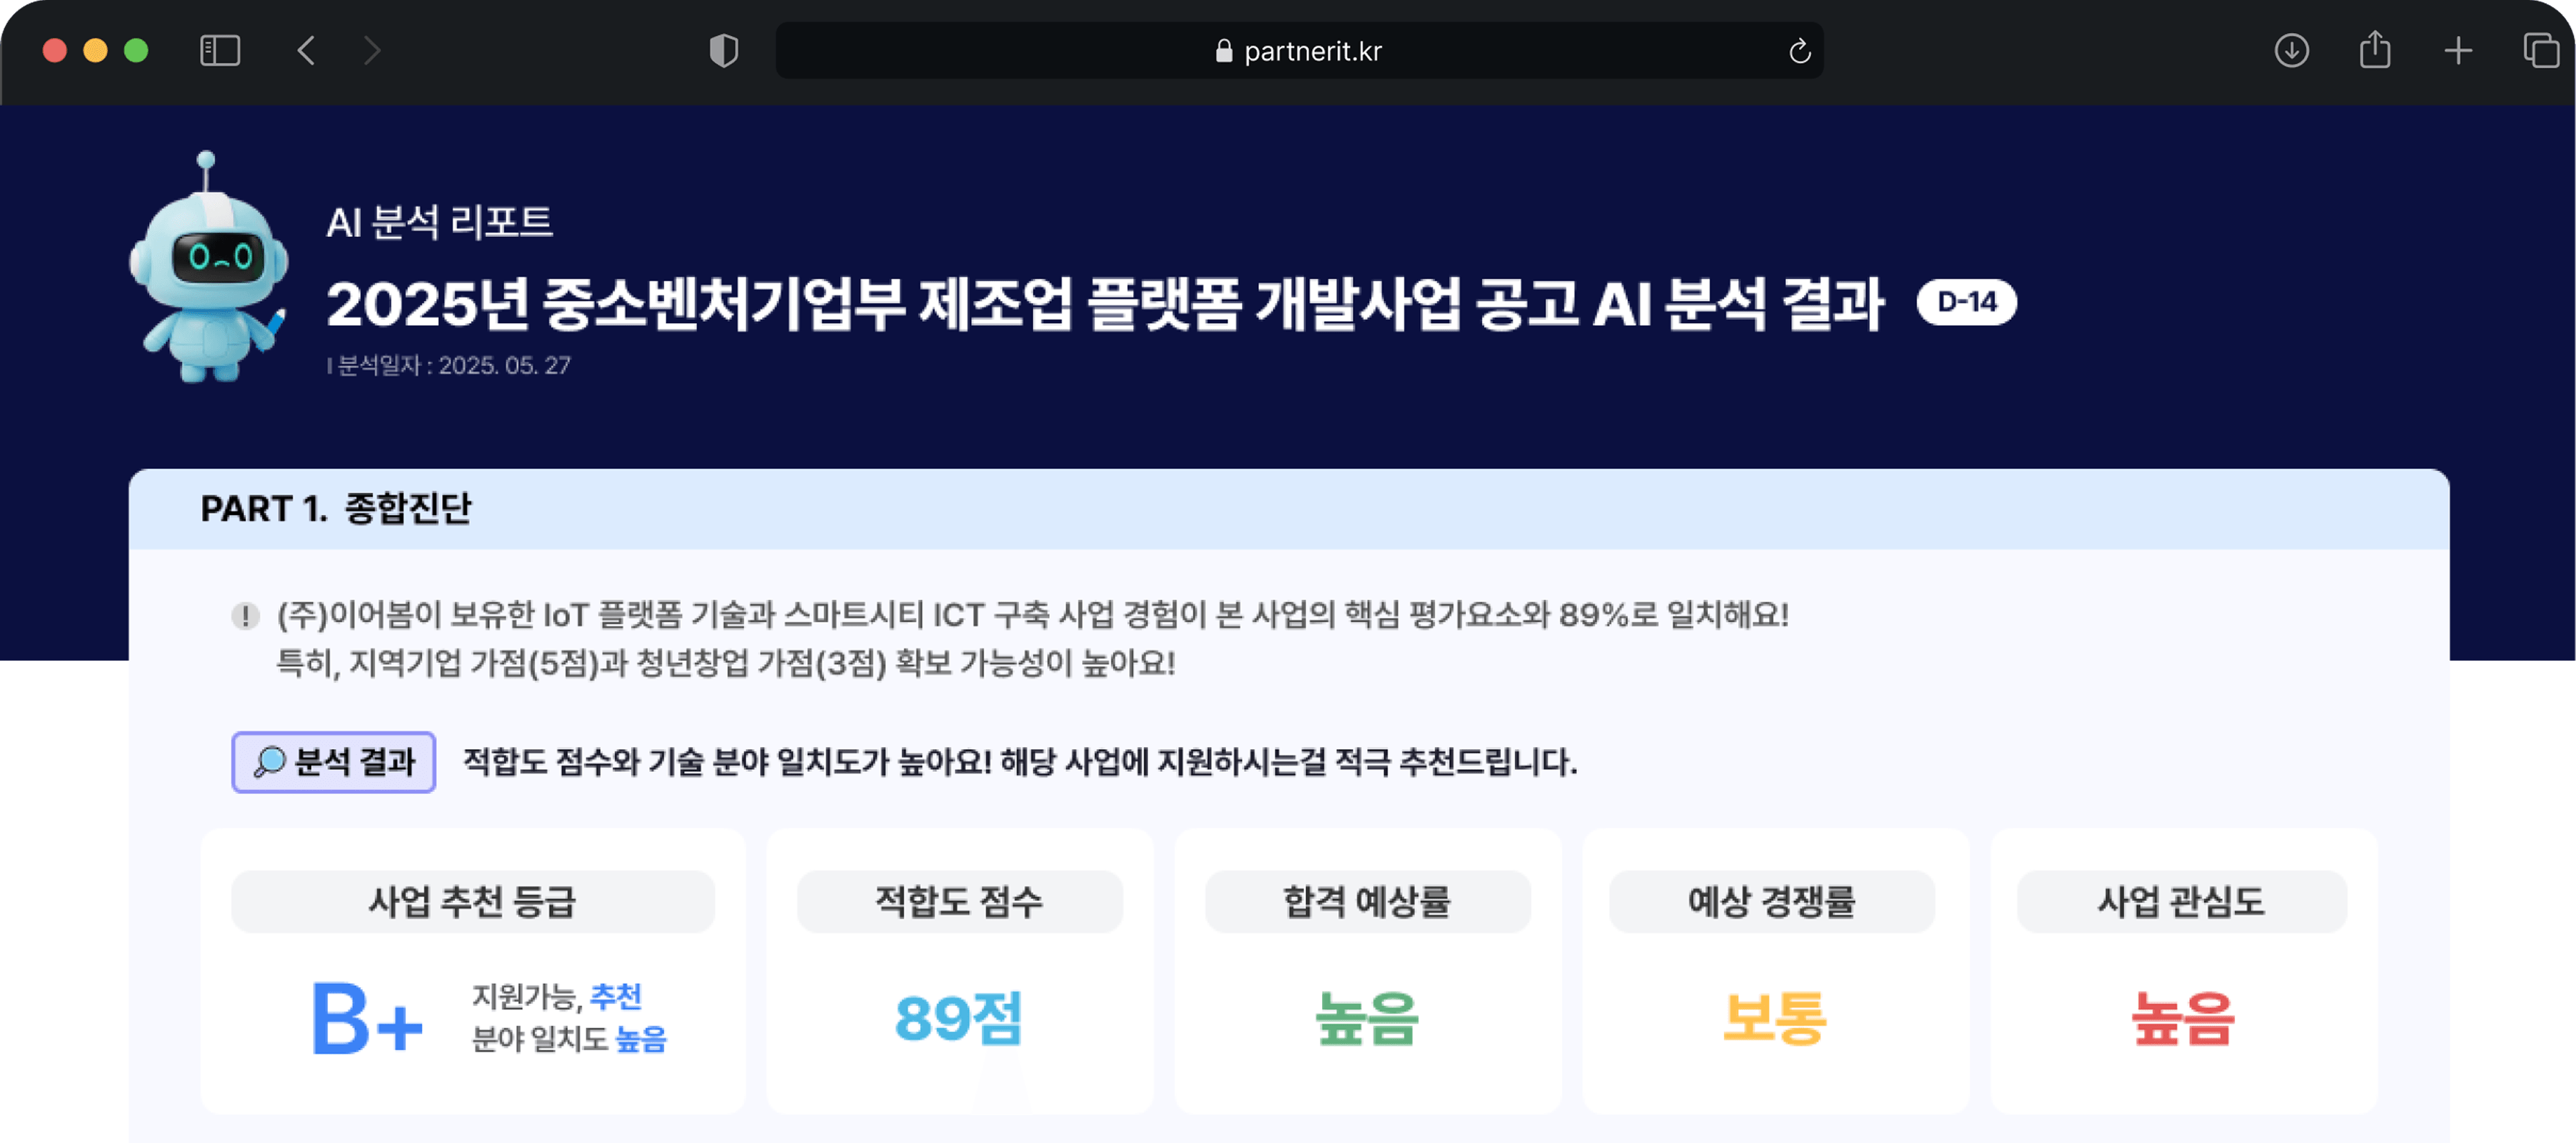 partnerit.kr
AI 분석 리포트
2025년 중소벤처기업부 제조업 플랫폼 개발사업 공고 AI 분석 결과 D-14
| 분석일자 : 2025. 05. 27
PART 1. 종합진단
! (주)이어봄이 보유한 IoT 플랫폼 기술과 스마트시티 ICT 구축 사업 경험이 본 사업의 핵심 평가요소와 89%로 일치해요!
특히, 지역기업 가점(5점)과 청년창업 가점(3점) 확보 가능성이 높아요!
분석 결과 적합도 점수와 기술 분야 일치도가 높아요! 해당 사업에 지원하시는걸 적극 추천드립니다.
사업 추천 등급
B+
지원가능, 추천
분야 일치도 높음
적합도 점수
89점
합격 예상률
높음
예상 경쟁률
보통
사업 관심도
높음